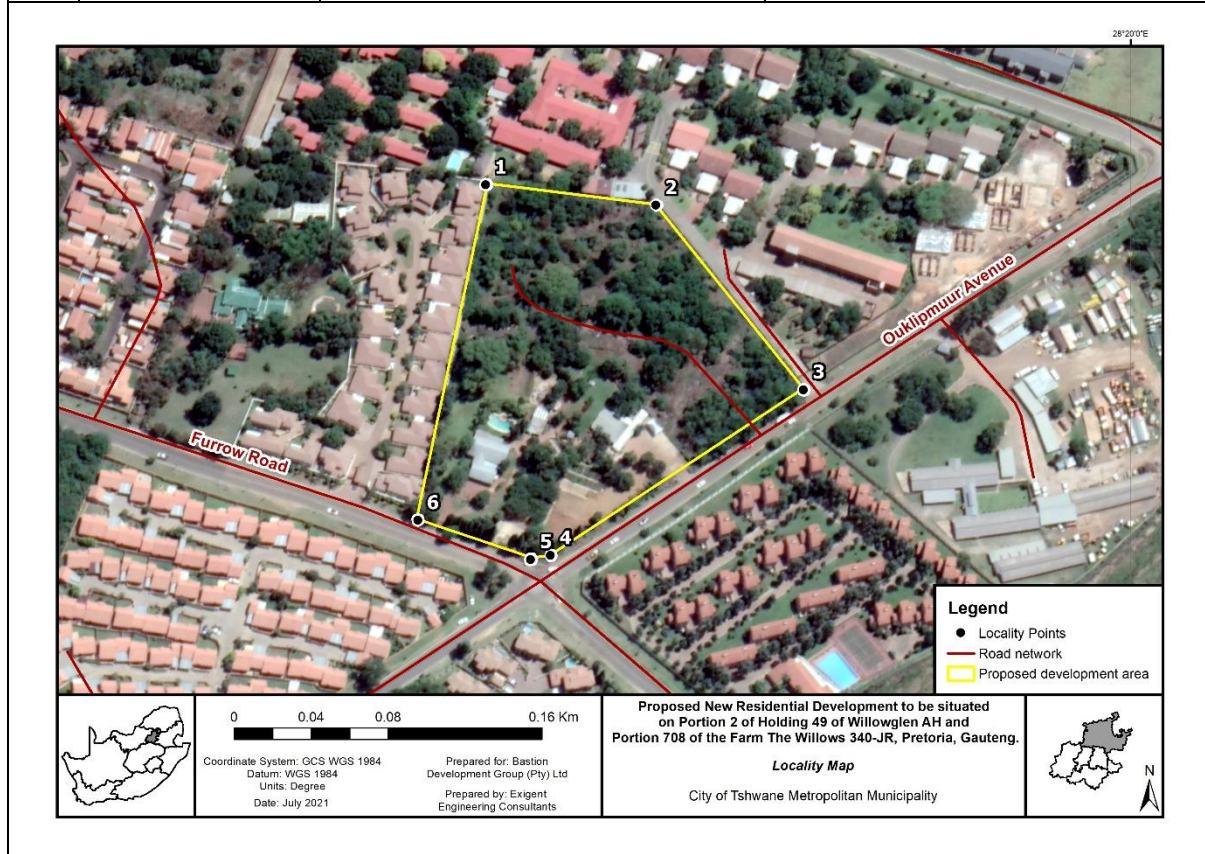 28°20'0"E
1
2
3
Ouklipmuur Avenue
Furrow Road
6
5
4
Legend
Locality Points
Road network
Proposed development area
0 0.04 0.08 0.16 Km
Coordinate System: GCS WGS 1984
Datum: WGS 1984
Units: Degree
Date: July 2021
Prepared for: Bastion
Development Group (Pty) Ltd
Prepared by: Exigent
Engineering Consultants
Proposed New Residential Development to be situated
on Portion 2 of Holding 49 of Willowglen AH and
Portion 708 of the Farm The Willows 340-JR, Pretoria, Gauteng.
Locality Map
City of Tshwane Metropolitan Municipality
N